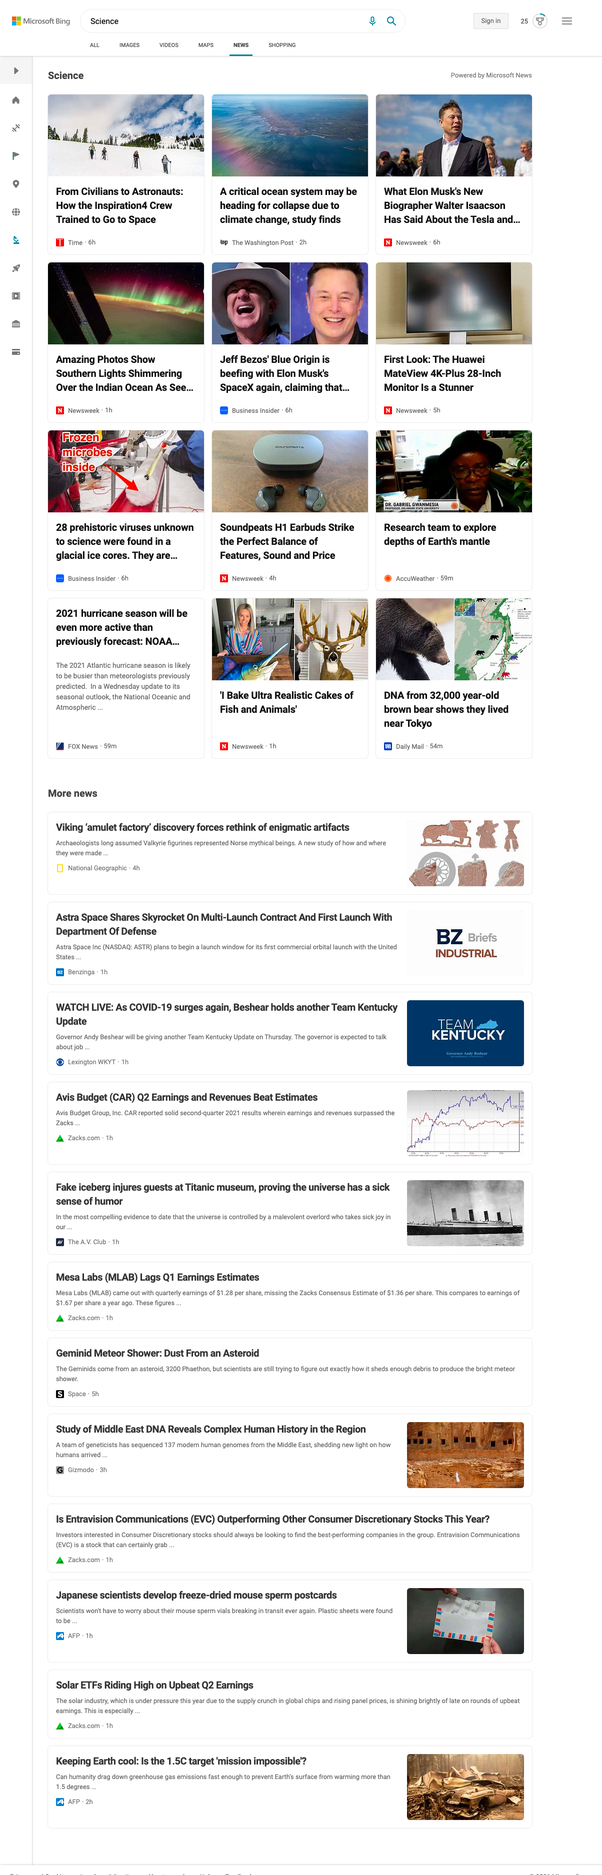 Microsoft Bing
Science
Sign in
25
ALL
IMAGES
VIDEOS
MAPS
NEWS
SHOPPING
Science
Powered by Microsoft News
From Civilians to Astronauts:
How the Inspiration4 Crew
Trained to Go to Space
Time · 6h
A critical ocean system may be
heading for collapse due to
climate change, study finds
The Washington Post · 2h
What Elon Musk's New
Biographer Walter Isaacson
Has Said About the Tesla and...
Newsweek · 6h
Amazing Photos Show
Southern Lights Shimmering
Over the Indian Ocean As See...
Newsweek · 1h
Jeff Bezos' Blue Origin is
beefing with Elon Musk's
SpaceX again, claiming that...
Business Insider · 6h
First Look: The Huawei
MateView 4K-Plus 28-Inch
Monitor Is a Stunner
Newsweek · 5h
Frozen
microbes
inside
28 prehistoric viruses unknown
to science were found in a
glacial ice cores. They are...
Business Insider · 6h
Soundpeats H1 Earbuds Strike
the Perfect Balance of
Features, Sound and Price
Newsweek · 4h
DR. GABRIEL GWANMESIA
Research team to explore
depths of Earth's mantle
AccuWeather · 59m
2021 hurricane season will be
even more active than
previously forecast: NOAA...
The 2021 Atlantic hurricane season is likely
to be busier than meteorologists previously
predicted. In a Wednesday update to its
seasonal outlook, the National Oceanic and
Atmospheric ...
FOX News · 59m
'I Bake Ultra Realistic Cakes of
Fish and Animals'
Newsweek · 1h
DNA from 32,000 year-old
brown bear shows they lived
near Tokyo
Daily Mail · 54m
More news
Viking 'amulet factory' discovery forces rethink of enigmatic artifacts
Archaeologists long assumed Valkyrie figurines represented Norse mythical beings. A new study of how and where
they were made ...
National Geographic · 4h
Astra Space Shares Skyrocket On Multi-Launch Contract And First Launch With
Department Of Defense
Astra Space Inc (NASDAQ: ASTR) plans to begin a launch window for its first commercial orbital launch with the United
States ...
Benzinga · 1h
BZ Briefs
INDUSTRIAL
WATCH LIVE: As COVID-19 surges again, Beshear holds another Team Kentucky
Update
Governor Andy Beshear will be giving another Team Kentucky Update on Thursday. The governor is expected to talk
about job ...
Lexington WKYT · 1h
TEAM
KENTUCKY
Avis Budget (CAR) Q2 Earnings and Revenues Beat Estimates
Avis Budget Group, Inc. CAR reported solid second-quarter 2021 results wherein earnings and revenues surpassed the
Zacks ...
Zacks.com · 1h
Fake iceberg injures guests at Titanic museum, proving the universe has a sick
sense of humor
In the most compelling evidence to date that the universe is controlled by a malevolent overlord who takes sick joy in
our ...
The A.V. Club · 1h
Mesa Labs (MLAB) Lags Q1 Earnings Estimates
Mesa Labs (MLAB) came out with quarterly earnings of $1.28 per share, missing the Zacks Consensus Estimate of $1.36 per share. This compares to earnings of
$1.67 per share a year ago. These figures ...
Zacks.com · 1h
Geminid Meteor Shower: Dust From an Asteroid
The Geminids come from an asteroid, 3200 Phaethon, but scientists are still trying to figure out exactly how it sheds enough debris to produce the bright meteor
shower.
Space · 5h
Study of Middle East DNA Reveals Complex Human History in the Region
A team of geneticists has sequenced 137 modern human genomes from the Middle East, shedding new light on how
humans arrived ...
Gizmodo · 3h
Is Entravision Communications (EVC) Outperforming Other Consumer Discretionary Stocks This Year?
Investors interested in Consumer Discretionary stocks should always be looking to find the best-performing companies in the group. Entravision Communications
(EVC) is a stock that can certainly grab ...
Zacks.com · 1h
Japanese scientists develop freeze-dried mouse sperm postcards
Scientists won't have to worry about their mouse sperm vials breaking in transit ever again. Plastic sheets were found
to be ...
AFP · 1h
Solar ETFs Riding High on Upbeat Q2 Earnings
The solar industry, which is under pressure this year due to the supply crunch in global chips and rising panel prices, is shining brightly of late on rounds of upbeat
earnings. This is especially ...
Zacks.com · 1h
Keeping Earth cool: Is the 1.5C target 'mission impossible'?
Can humanity drag down greenhouse gas emissions fast enough to prevent Earth's surface from warming more than
1.5 degrees ...
AFP · 2h